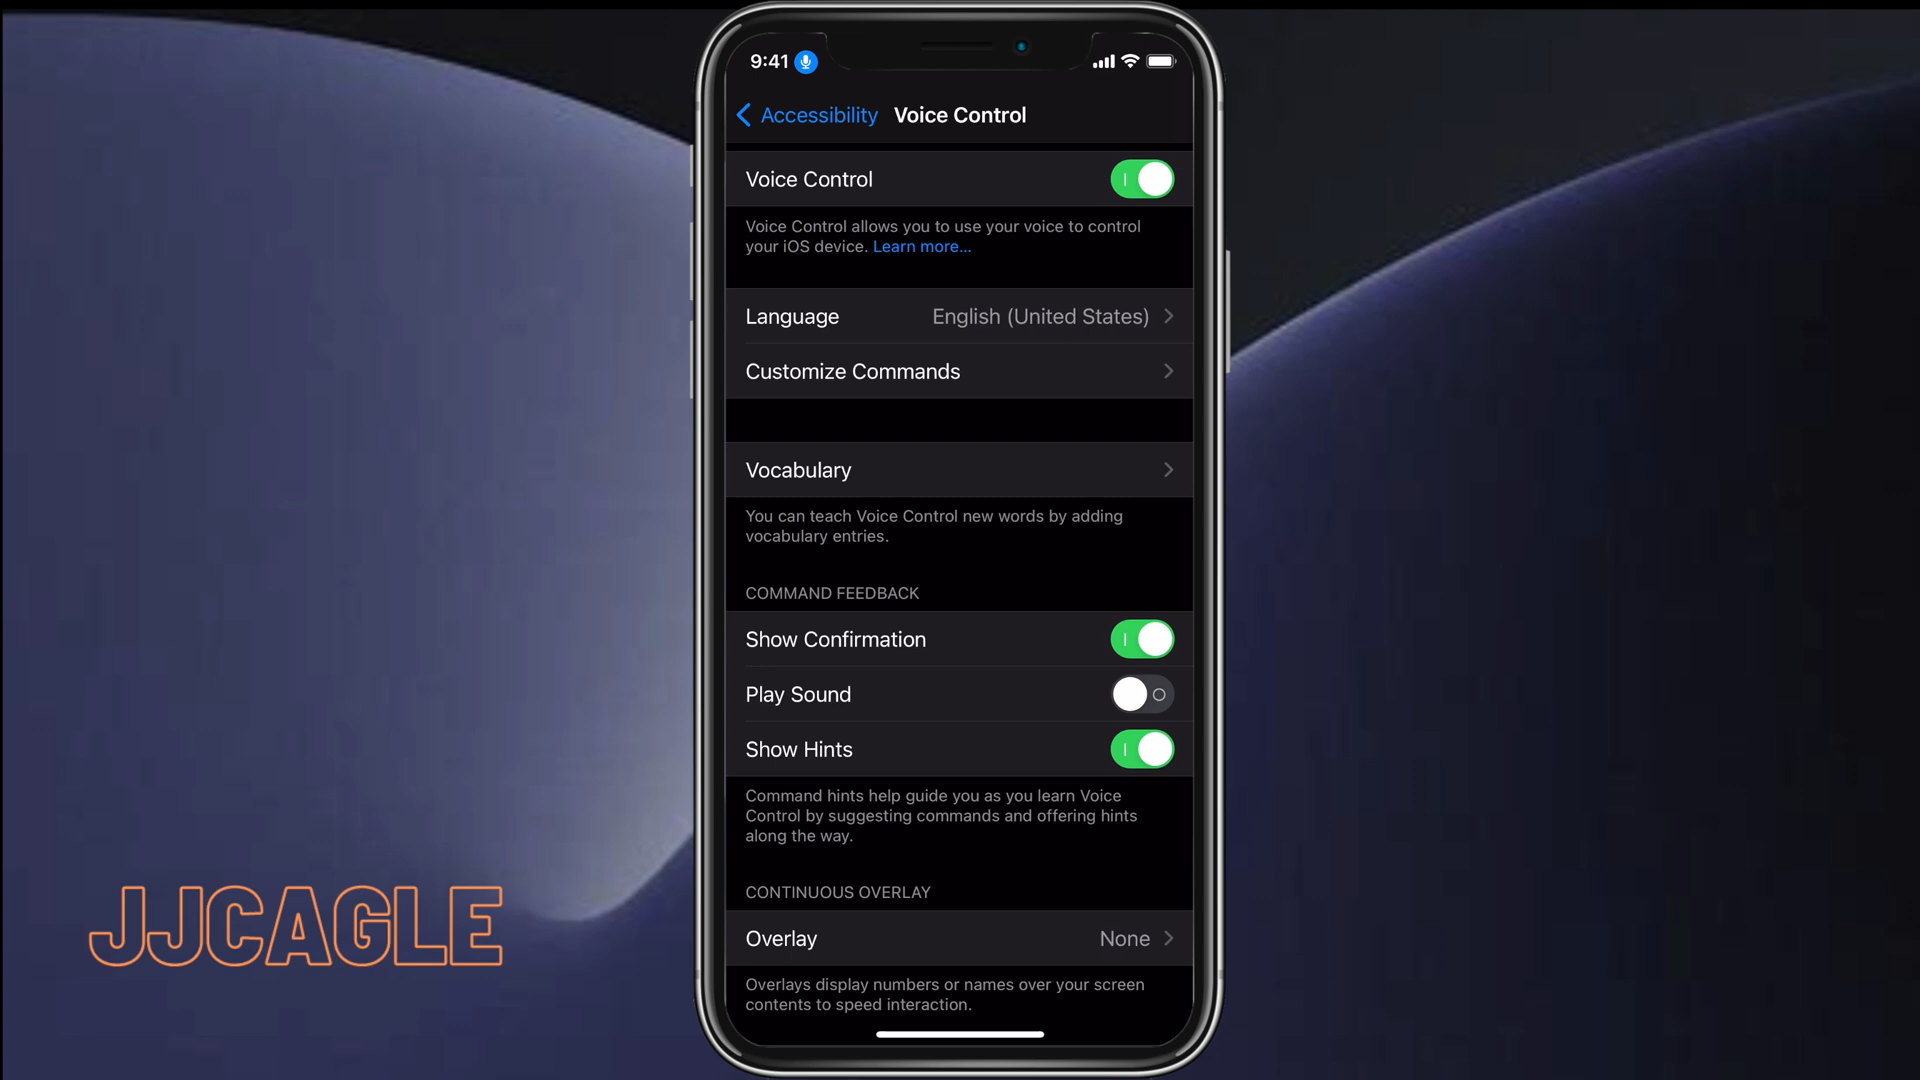 9:41
Accessibility Voice Control
Voice Control
Voice Control allows you to use your voice to control
your iOS device. Learn more...
Language English (United States)
Customize Commands
Vocabulary
You can teach Voice Control new words by adding
vocabulary entries.
COMMAND FEEDBACK
Show Confirmation
Play Sound
Show Hints
Command hints help guide you as you learn Voice
Control by suggesting commands and offering hints
along the way.
CONTINUOUS OVERLAY
Overlay None
Overlays display numbers or names over your screen
contents to speed interaction.
JJCAGLE